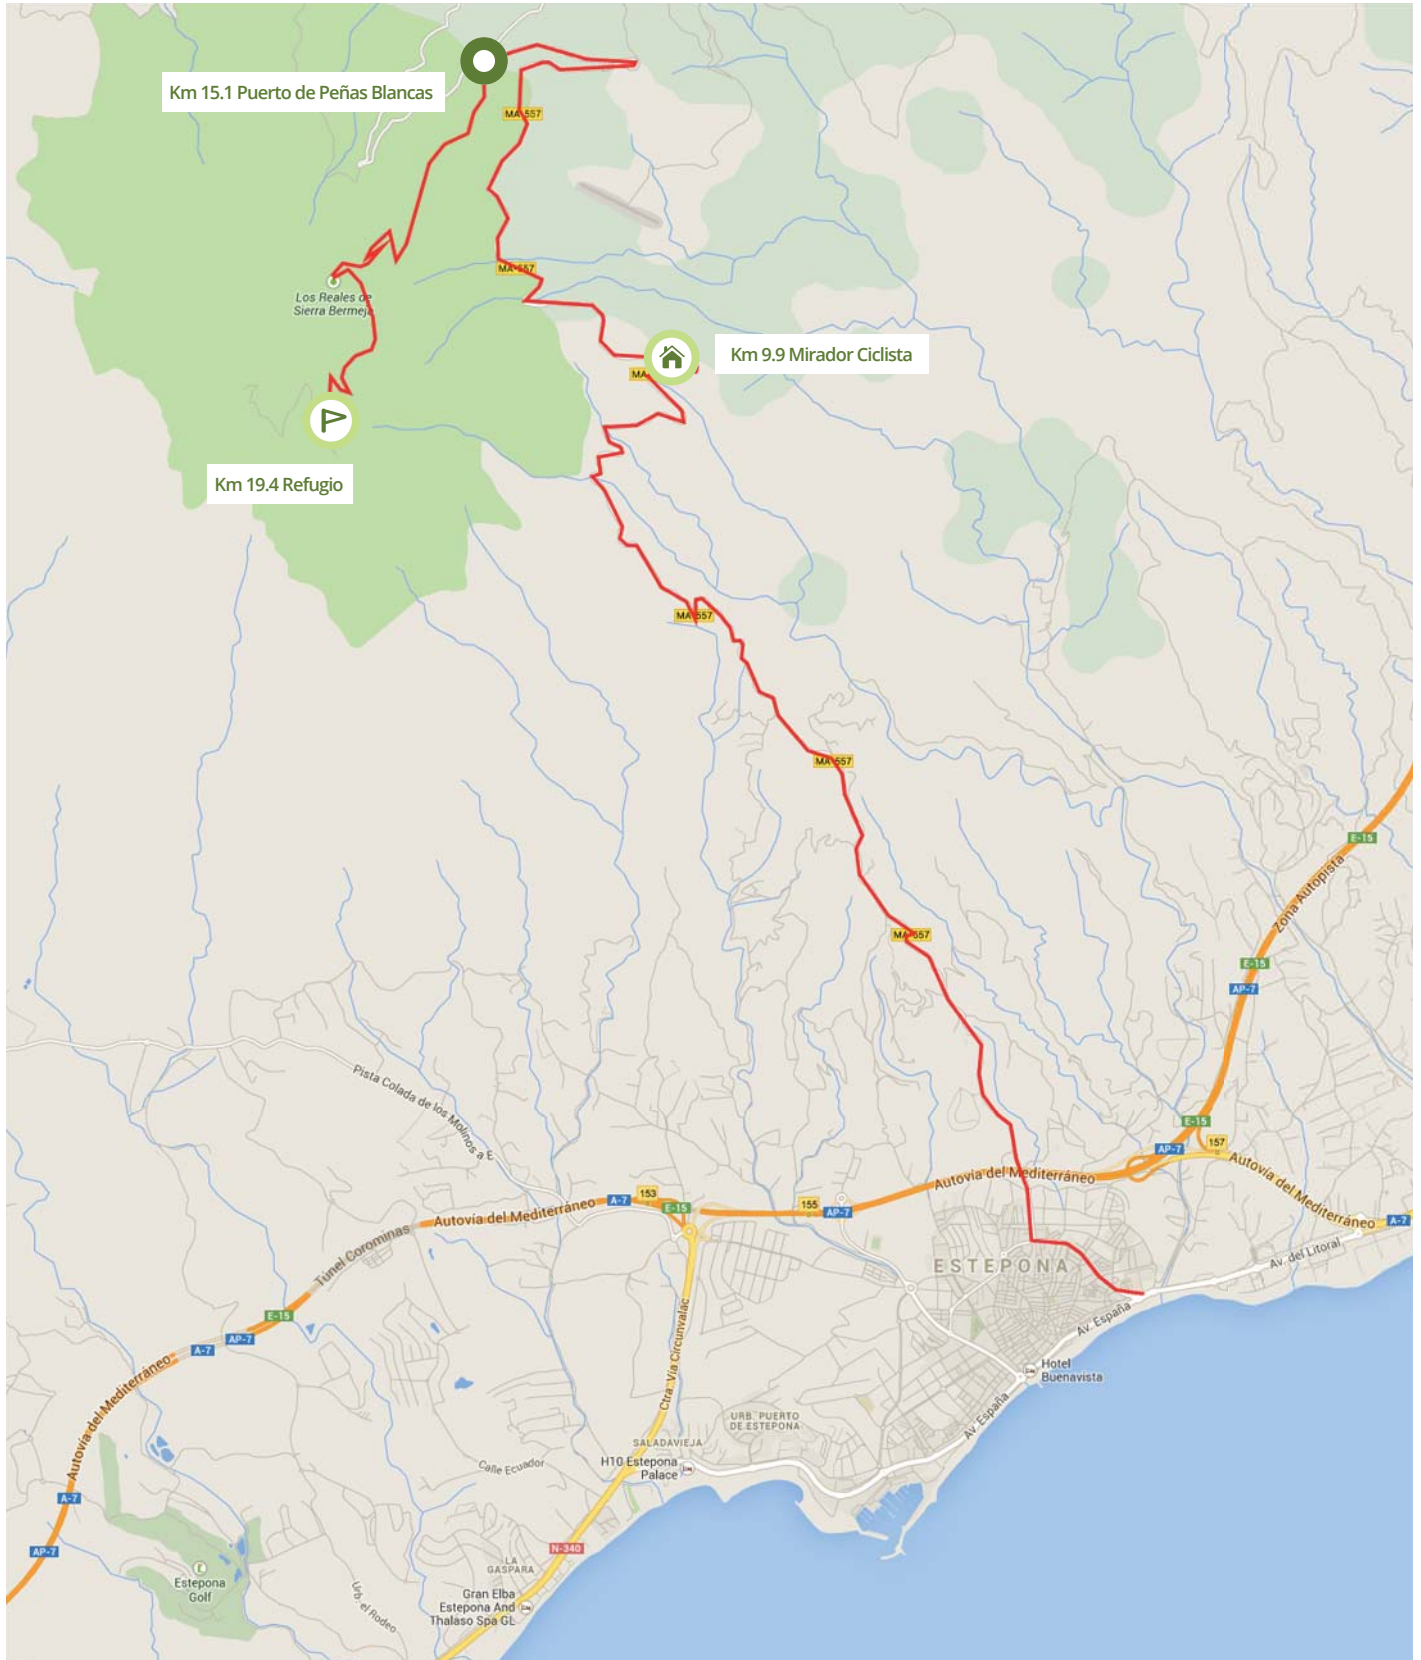 Km 15.1 Puerto de Peñas Blancas
MA-557
MA-557
Los Reales de
Sierra Bermeja
Km 9.9 Mirador Ciclista
MA-
Km 19.4 Refugio
MA-557
MA-557
E-15
Zona Autopista
MA-557
E-15
AP-7
Pista Colada de los Molinos a E
E-15
157
AP-7
Autovía del Mediterráneo
Autovía del Mediterráneo
153
A-7
E-15
155
AP-7
Autovía del Mediterráneo
A-7
Túnel Corominas
Av. del Litoral
ESTEPONA
E-15
AP-7
A-7
Av. España
Ctra. Vía Circunvalac
Autovía del Mediterráneo
Hotel
Buenavista
Av. España
URB. PUERTO
DE ESTEPONA
SALADAVIEJA
H10 Estepona
Palace
Calle Ecuador
A-7
AP-7
N-340
LA
GASPARA
Estepona
Golf
Urb. el Rodeo
Gran Elba
Estepona And
Thalaso Spa GL